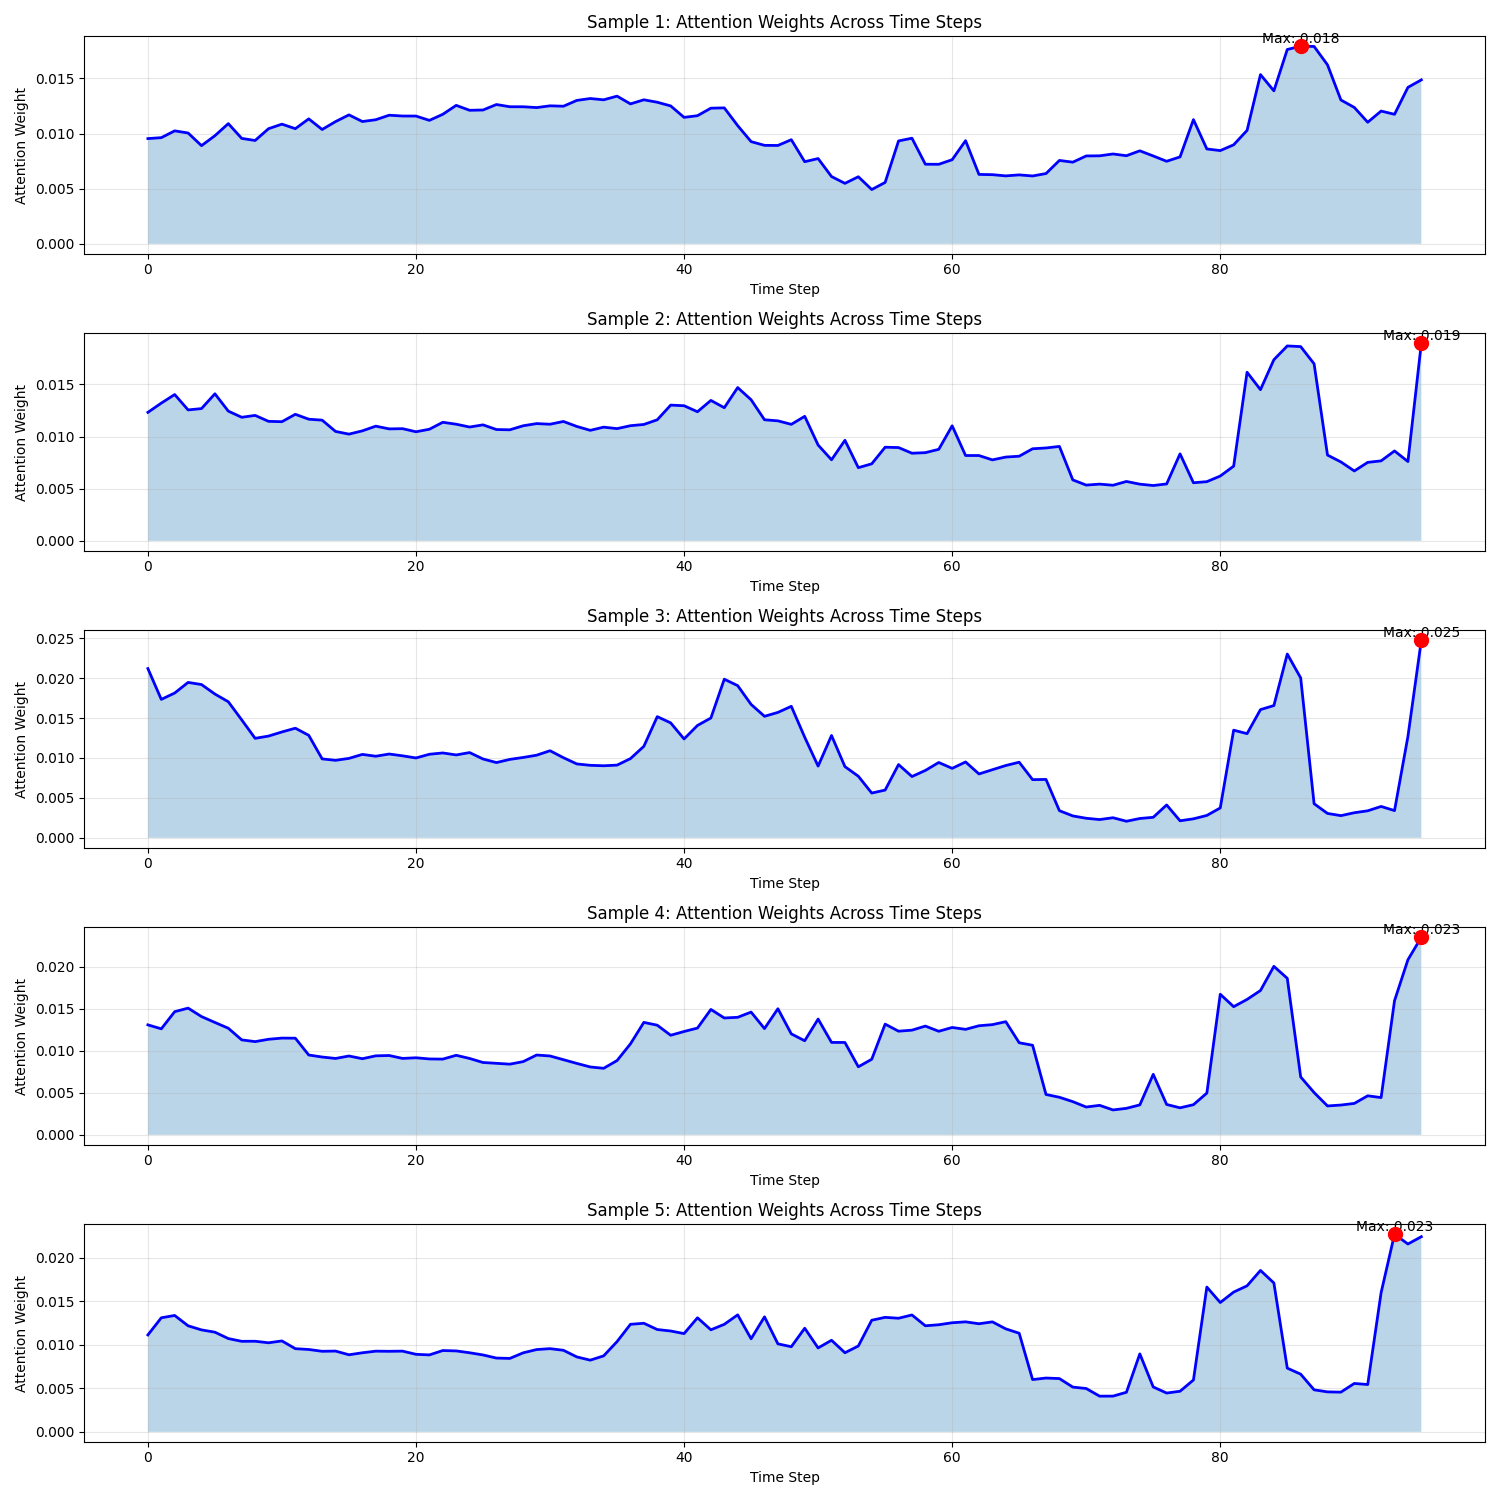 Sample 1: Attention Weights Across Time Steps
Max: 0.018
Attention Weight
0.015
0.010
0.005
0.000
0 20 40 60 80
Time Step
Sample 2: Attention Weights Across Time Steps
Max: 0.019
Attention Weight
0.015
0.010
0.005
0.000
0 20 40 60 80
Time Step
Sample 3: Attention Weights Across Time Steps
Max: 0.025
Attention Weight
0.025
0.020
0.015
0.010
0.005
0.000
0 20 40 60 80
Time Step
Sample 4: Attention Weights Across Time Steps
Max: 0.023
Attention Weight
0.020
0.015
0.010
0.005
0.000
0 20 40 60 80
Time Step
Sample 5: Attention Weights Across Time Steps
Max: 0.023
Attention Weight
0.020
0.015
0.010
0.005
0.000
0 20 40 60 80
Time Step